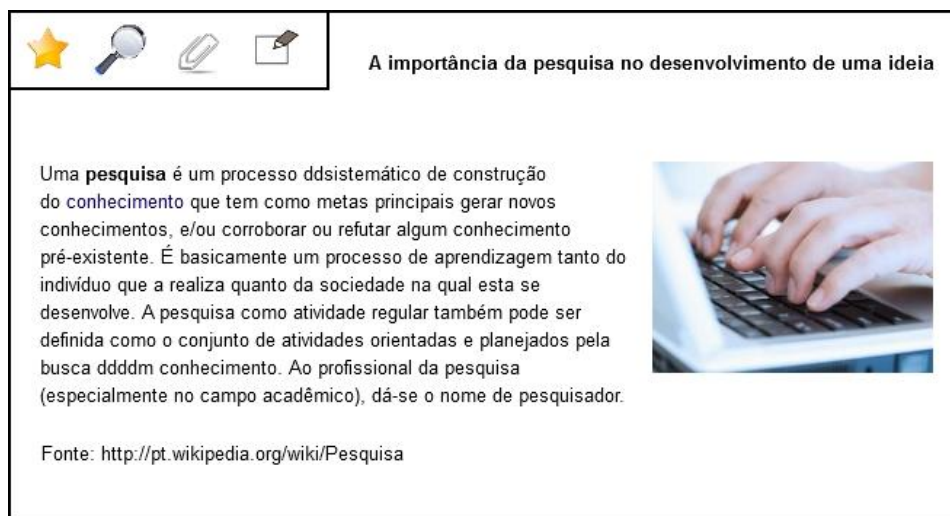 A importância da pesquisa no desenvolvimento de uma ideia
Uma pesquisa é um processo ddsistemático de construção
do conhecimento que tem como metas principais gerar novos
conhecimentos, e/ou corroborar ou refutar algum conhecimento
pré-existente. É basicamente um processo de aprendizagem tanto do
indivíduo que a realiza quanto da sociedade na qual esta se
desenvolve. A pesquisa como atividade regular também pode ser
definida como o conjunto de atividades orientadas e planejados pela
busca ddddm conhecimento. Ao profissional da pesquisa
(especialmente no campo acadêmico), dá-se o nome de pesquisador.
Fonte: http://pt.wikipedia.org/wiki/Pesquisa